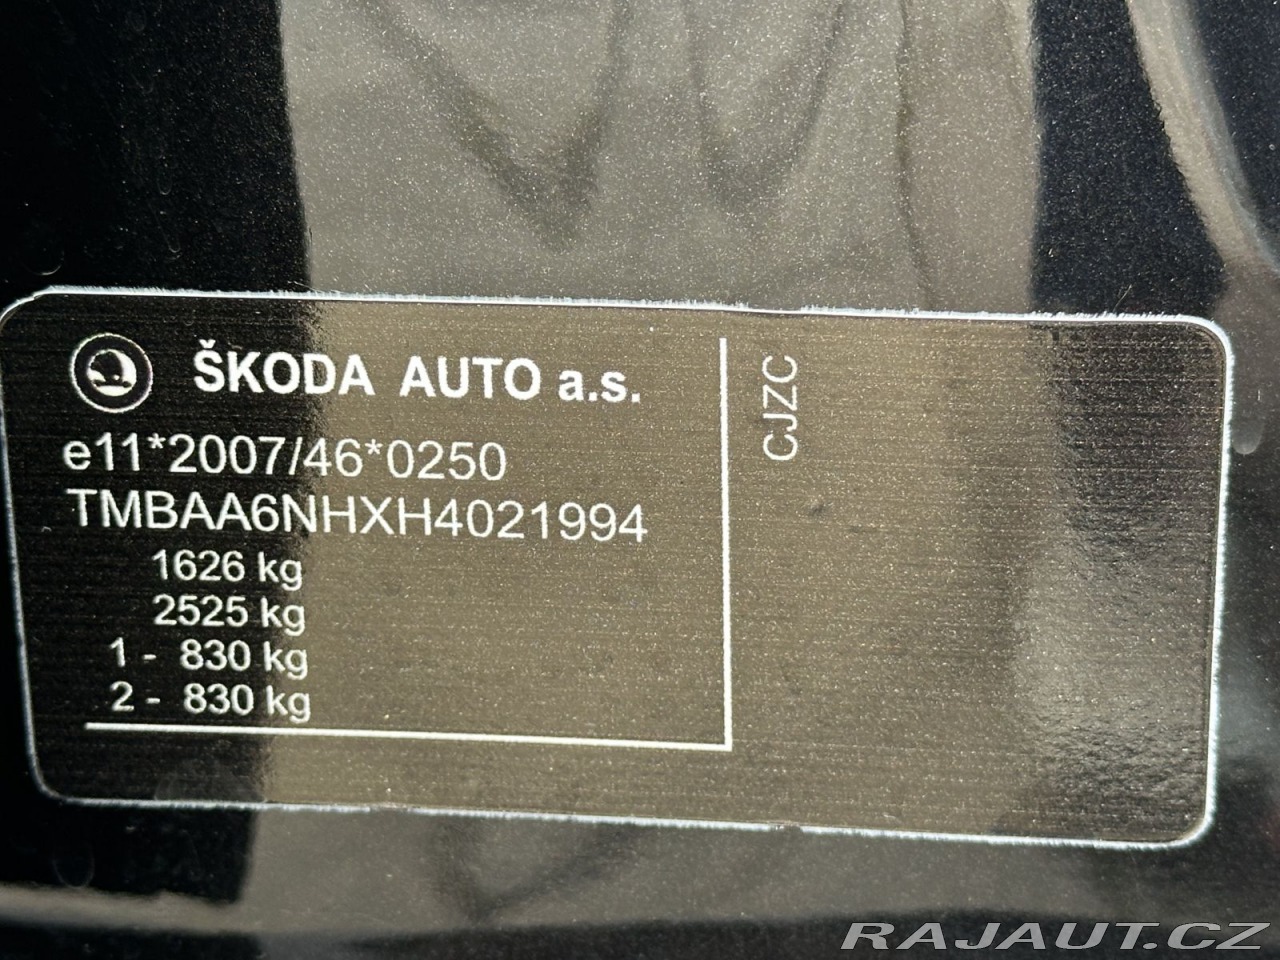 ŠKODA AUTO a.s.
e11*2007/46*0250
TMBAA6NHXH4021994
1626 kg
2525 kg
1 - 830 kg
2 - 830 kg
CJZC
RAJAUT.CZ